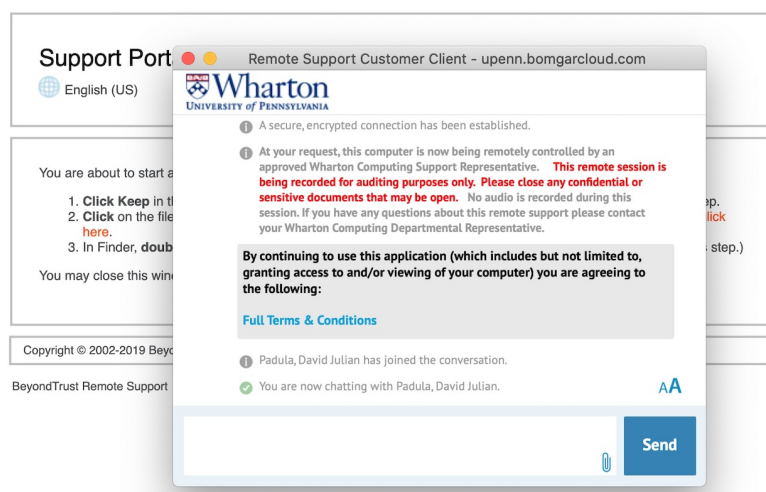 Support Port
English (US)
You are about to start a
1. Click Keep in t
2. Click on the file
here.
3. In Finder, doub
You may close this win
Copyright © 2002-2019 Beyo
BeyondTrust Remote Support
ep.
lick
step.)
Remote Support Customer Client - upenn.bomgarcloud.com
Wharton
UNIVERSITY of PENNSYLVANIA
A secure, encrypted connection has been established.
At your request, this computer is now being remotely controlled by an
approved Wharton Computing Support Representative. This remote session is
being recorded for auditing purposes only. Please close any confidential or
sensitive documents that may be open. No audio is recorded during this
session. If you have any questions about this remote support please contact
your Wharton Computing Departmental Representative.
By continuing to use this application (which includes but not limited to,
granting access to and/or viewing of your computer) you are agreeing to
the following:
Full Terms & Conditions
Padula, David Julian has joined the conversation.
You are now chatting with Padula, David Julian.
AA
Send